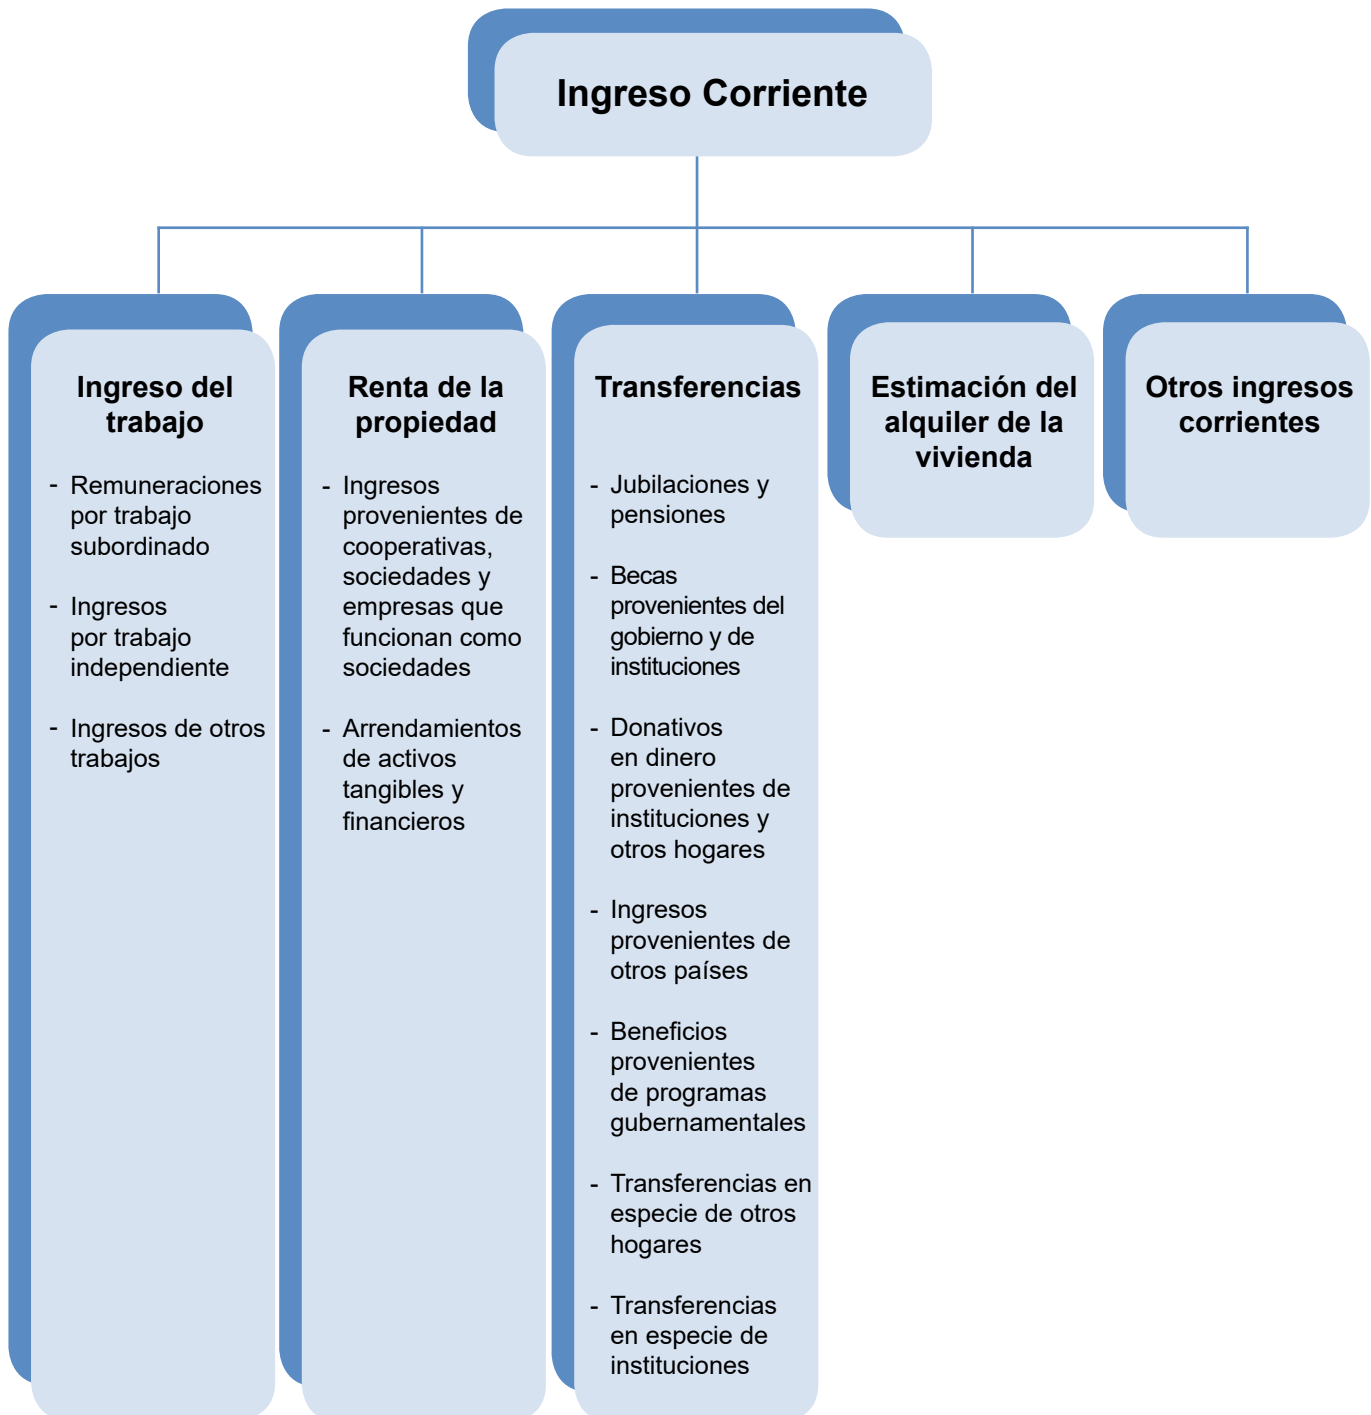 Ingreso Corriente
Ingreso del
trabajo
- Remuneraciones
por trabajo
subordinado
- Ingresos
por trabajo
independiente
- Ingresos de otros
trabajos
Renta de la
propiedad
- Ingresos
provenientes de
cooperativas,
sociedades y
empresas que
funcionan como
sociedades
- Arrendamientos
de activos
tangibles y
financieros
Transferencias
- Jubilaciones y
pensiones
- Becas
provenientes del
gobierno y de
instituciones
- Donativos
en dinero
provenientes de
instituciones y
otros hogares
- Ingresos
provenientes de
otros países
- Beneficios
provenientes
de programas
gubernamentales
- Transferencias en
especie de otros
hogares
- Transferencias
en especie de
instituciones
Estimación del
alquiler de la
vivienda
Otros ingresos
corrientes